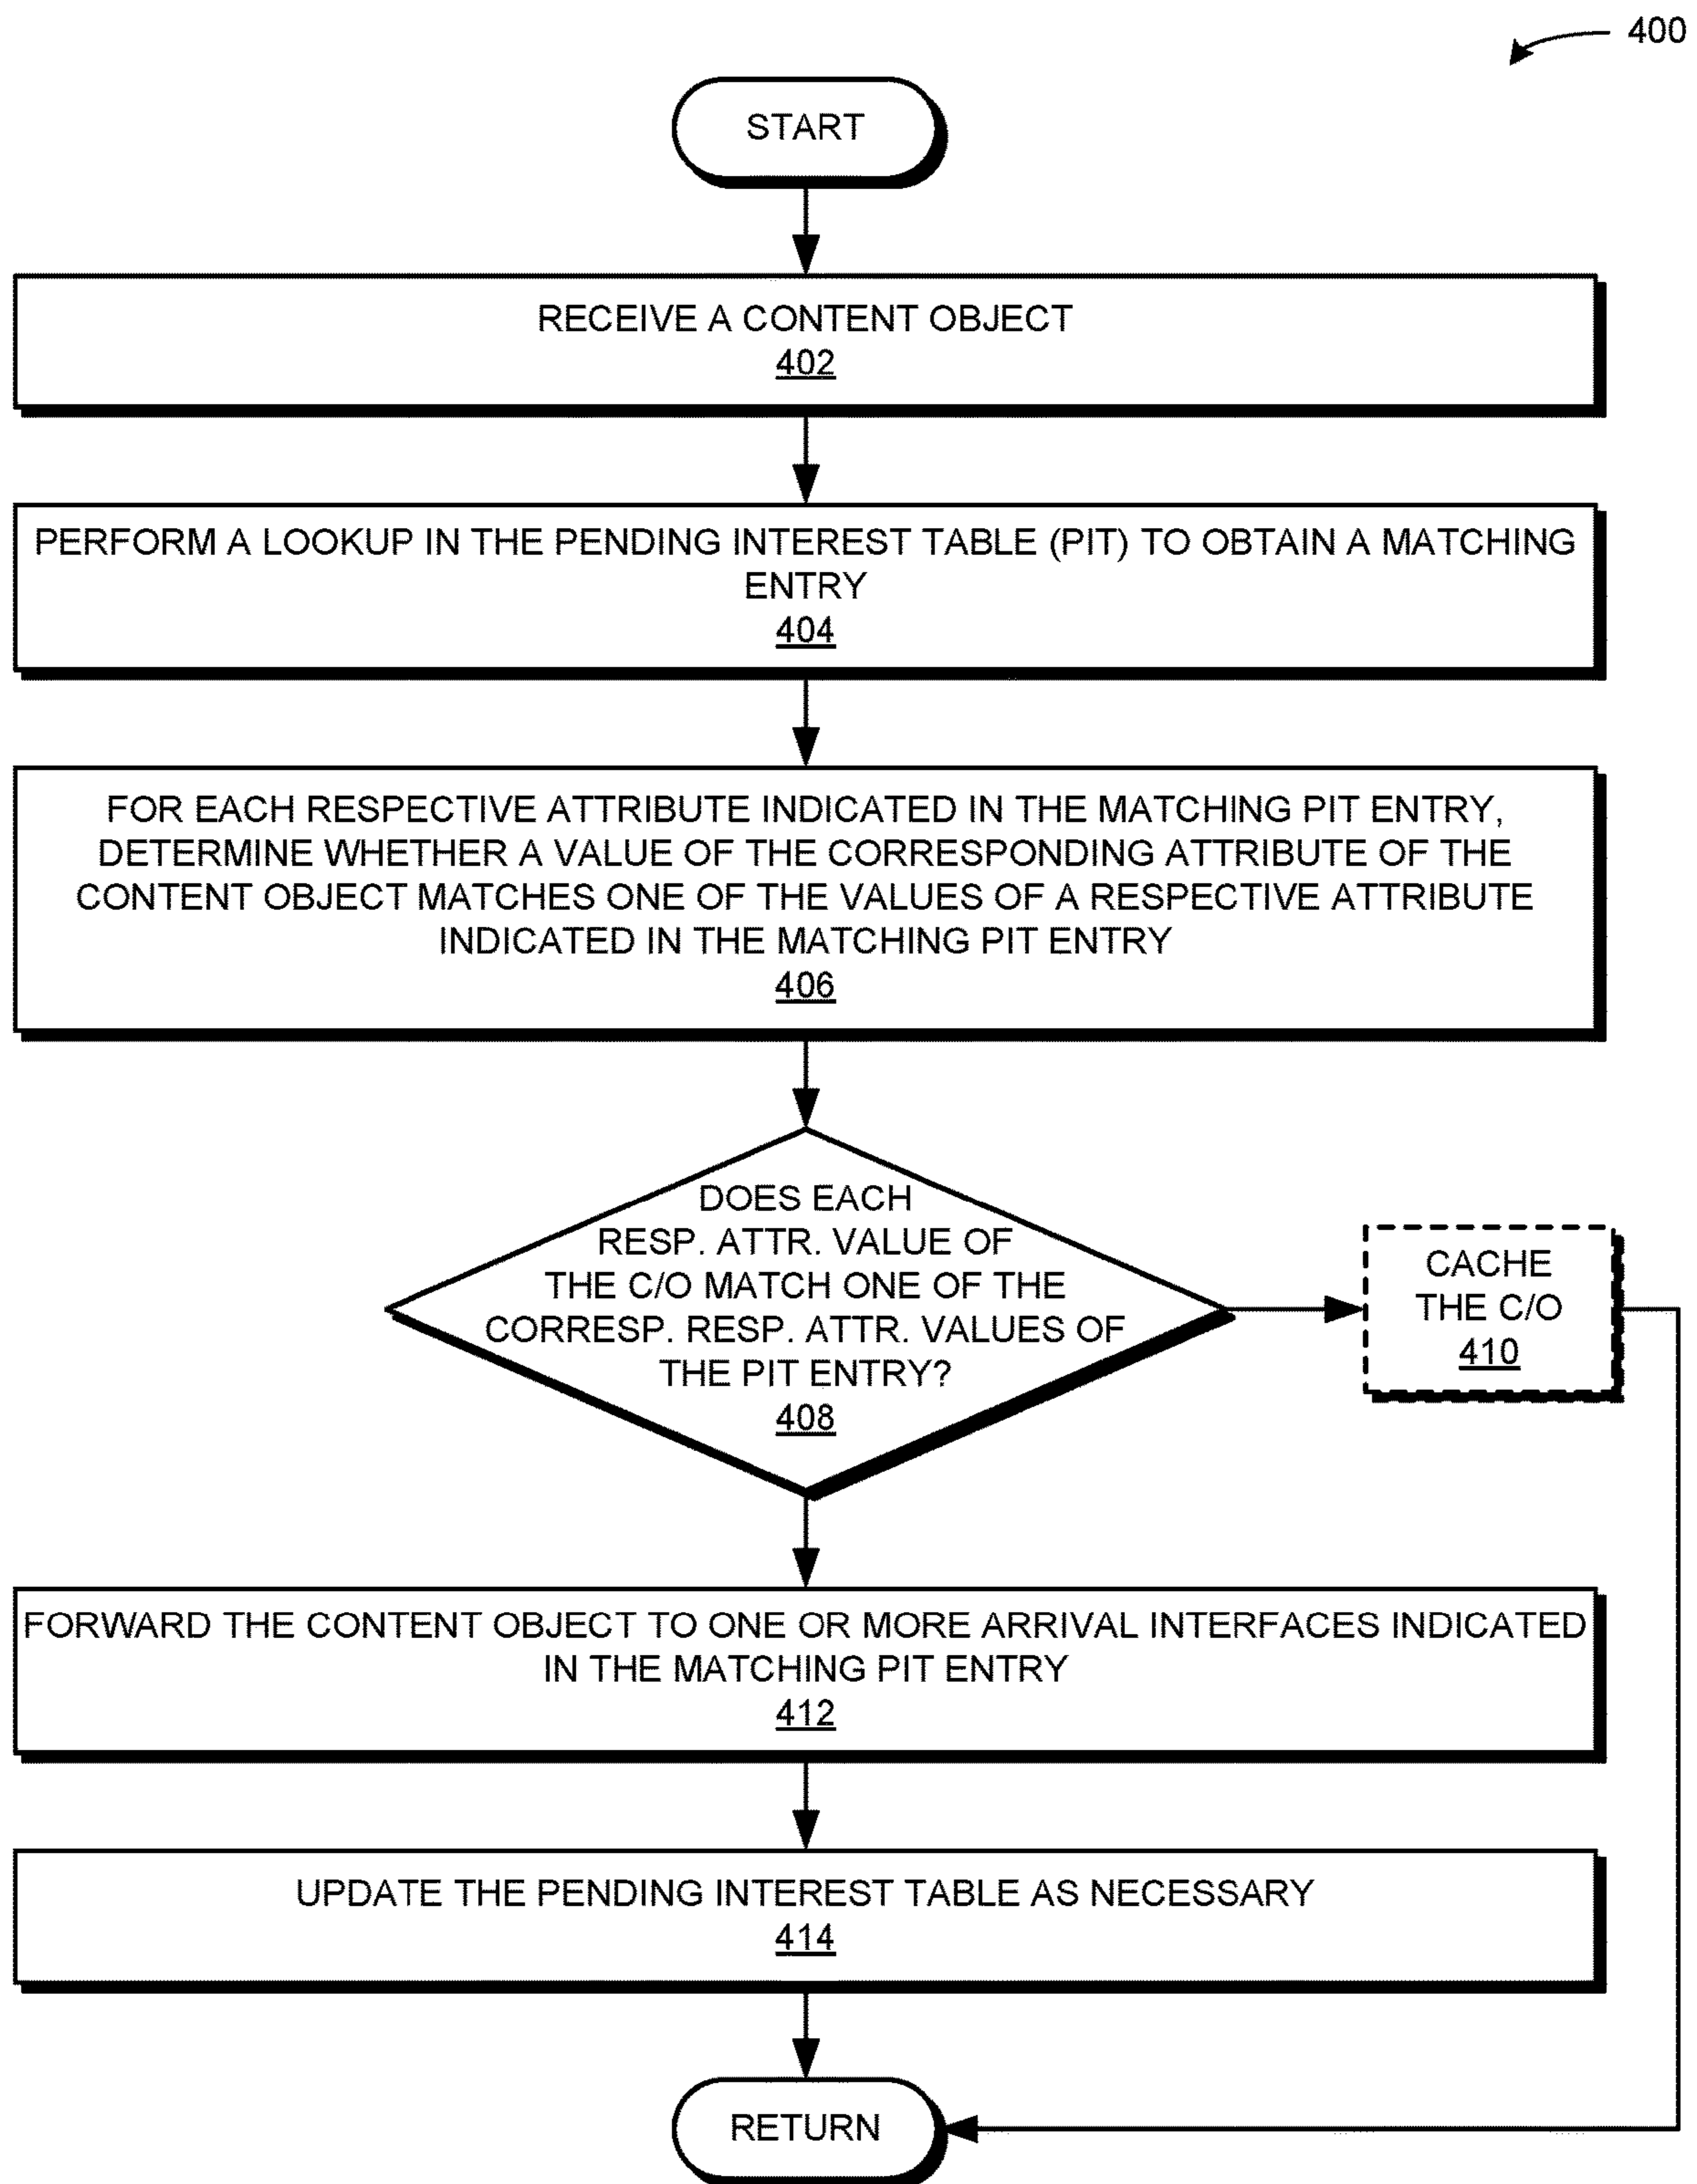 400
START
RECEIVE A CONTENT OBJECT
402
PERFORM A LOOKUP IN THE PENDING INTEREST TABLE (PIT) TO OBTAIN A MATCHING
ENTRY
404
FOR EACH RESPECTIVE ATTRIBUTE INDICATED IN THE MATCHING PIT ENTRY,
DETERMINE WHETHER A VALUE OF THE CORRESPONDING ATTRIBUTE OF THE
CONTENT OBJECT MATCHES ONE OF THE VALUES OF A RESPECTIVE ATTRIBUTE
INDICATED IN THE MATCHING PIT ENTRY
406
DOES EACH
RESP. ATTR. VALUE OF
THE C/O MATCH ONE OF THE
CORRESP. RESP. ATTR. VALUES OF
THE PIT ENTRY?
408
CACHE
THE C/O
410
FORWARD THE CONTENT OBJECT TO ONE OR MORE ARRIVAL INTERFACES INDICATED
IN THE MATCHING PIT ENTRY
412
UPDATE THE PENDING INTEREST TABLE AS NECESSARY
414
RETURN